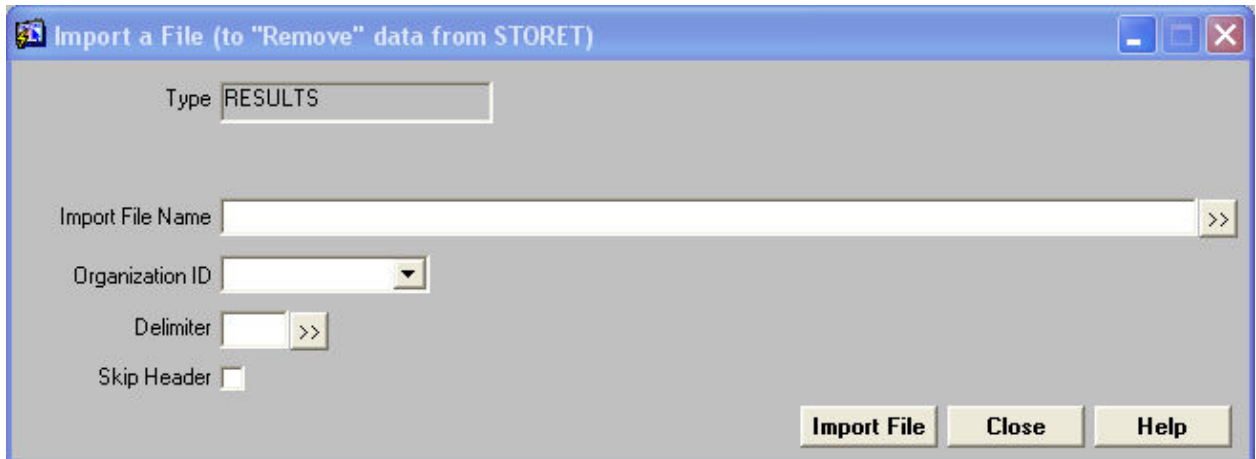 Import a File (to "Remove" data from STORET)
Type RESULTS
Import File Name >>
Organization ID
Delimiter >>
Skip Header
Import File Close Help